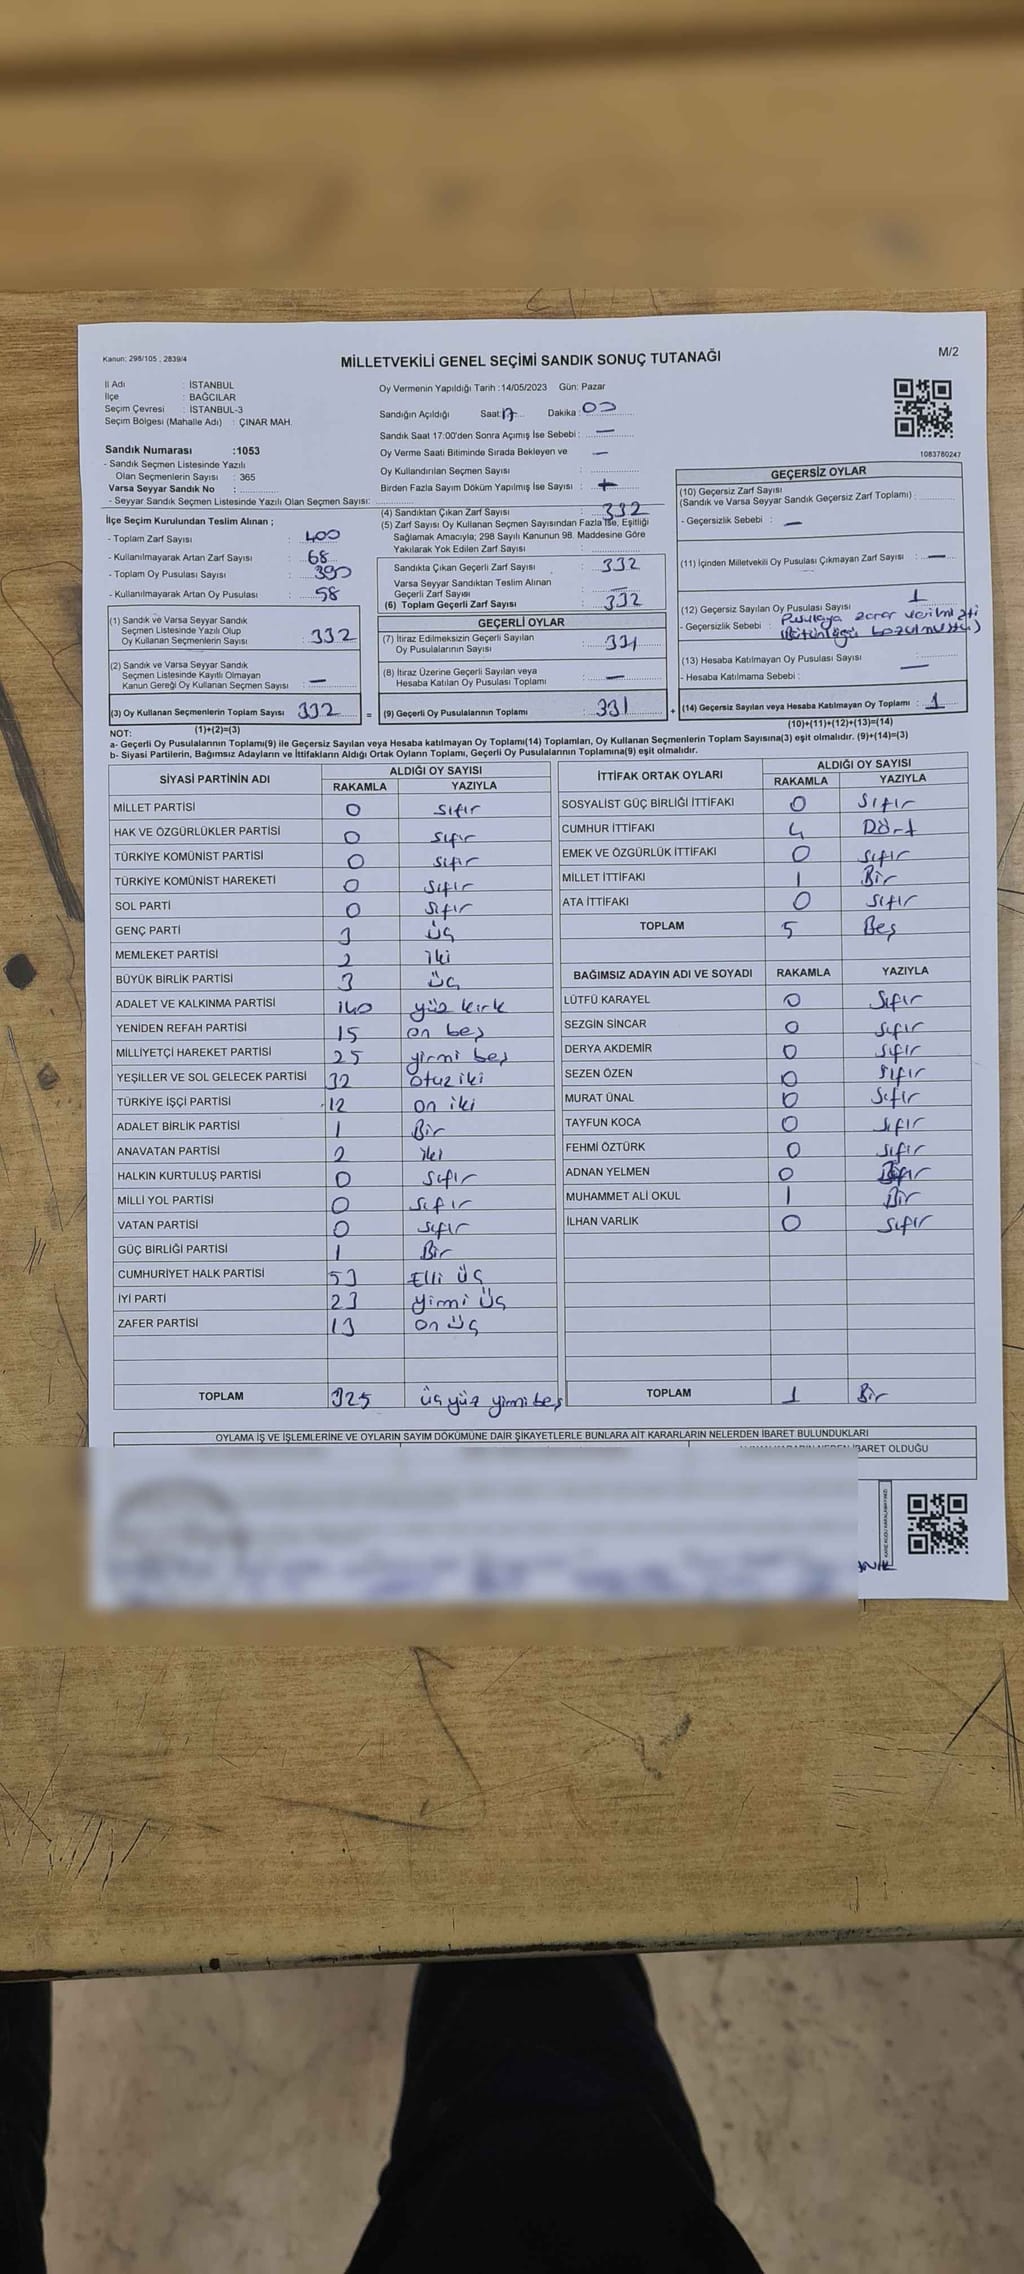 Kanun: 298/105 , 2839/4
MİLLETVEKİLİ GENEL SEÇİMİ SANDIK SONUÇ TUTANAĞI
M/2
İl Adı : İSTANBUL
İlçe : BAĞCILAR
Seçim Çevresi : İSTANBUL-3
Seçim Bölgesi (Mahalle Adı) : ÇINAR MAH.
Oy Vermenin Yapıldığı Tarih :14/05/2023 Gün: Pazar
Sandığın Açıldığı Saat: 17 Dakika : 00
Sandık Saat 17:00'den Sonra Açımış İse Sebebi : —
Oy Verme Saati Bitiminde Sırada Bekleyen ve —
Oy Kullandırılan Seçmen Sayısı :
Birden Fazla Sayım Döküm Yapılmış İse Sayısı :
1083780247
Sandık Numarası :1053
- Sandık Seçmen Listesinde Yazılı
Olan Seçmenlerin Sayısı : 365
Varsa Seyyar Sandık No :
- Seyyar Sandık Seçmen Listesinde Yazılı Olan Seçmen Sayısı:
İlçe Seçim Kurulundan Teslim Alınan ;
- Toplam Zarf Sayısı : 400
- Kullanılmayarak Artan Zarf Sayısı : 68
- Toplam Oy Pusulası Sayısı : 390
- Kullanılmayarak Artan Oy Pusulası : 58
(1) Sandık ve Varsa Seyyar Sandık
Seçmen Listesinde Yazılı Olup
Oy Kullanan Seçmenlerin Sayısı : 332
(2) Sandık ve Varsa Seyyar Sandık
Seçmen Listesinde Kayıtlı Olmayan
Kanun Gereği Oy Kullanan Seçmen Sayısı : —
(3) Oy Kullanan Seçmenlerin Toplam Sayısı 332 =
(1)+(2)=(3)
(4) Sandıktan Çıkan Zarf Sayısı : 332
(5) Zarf Sayısı Oy Kullanan Seçmen Sayısından Fazla İse, Eşitliği
Sağlamak Amacıyla; 298 Sayılı Kanunun 98. Maddesine Göre
Yakılarak Yok Edilen Zarf Sayısı : —
Sandıkta Çıkan Geçerli Zarf Sayısı : 332
Varsa Seyyar Sandıktan Teslim Alınan
Geçerli Zarf Sayısı : —
(6) Toplam Geçerli Zarf Sayısı : 332
GEÇERLİ OYLAR
(7) İtiraz Edilmeksizin Geçerli Sayılan
Oy Pusulalarının Sayısı : 331
(8) İtiraz Üzerine Geçerli Sayılan veya
Hesaba Katılan Oy Pusulası Toplamı : —
(9) Geçerli Oy Pusulalarının Toplamı : 331 +
GEÇERSİZ OYLAR
(10) Geçersiz Zarf Sayısı
(Sandık ve Varsa Seyyar Sandık Geçersiz Zarf Toplamı) :
- Geçersizlik Sebebi : —
(11) İçinden Milletvekili Oy Pusulası Çıkmayan Zarf Sayısı : —
(12) Geçersiz Sayılan Oy Pusulası Sayısı : 1
- Geçersizlik Sebebi : Pusulaya zarar verilmişti
(Bütünlüğü bozulmuştu)
(13) Hesaba Katılmayan Oy Pusulası Sayısı : —
- Hesaba Katılmama Sebebi :
(14) Geçersiz Sayılan veya Hesaba Katılmayan Oy Toplamı : 1
(10)+(11)+(12)+(13)=(14)
NOT:
a- Geçerli Oy Pusulalarının Toplamı(9) ile Geçersiz Sayılan veya Hesaba katılmayan Oy Toplamı(14) Toplamları, Oy Kullanan Seçmenlerin Toplam Sayısına(3) eşit olmalıdır. (9)+(14)=(3)
b- Siyasi Partilerin, Bağımsız Adayların ve İttifakların Aldığı Ortak Oyların Toplamı, Geçerli Oy Pusulalarının Toplamına(9) eşit olmalıdır.
SİYASİ PARTİNİN ADI ALDIĞI OY SAYISI
RAKAMLA YAZIYLA
MİLLET PARTİSİ 0 Sıfır
HAK VE ÖZGÜRLÜKLER PARTİSİ 0 Sıfır
TÜRKİYE KOMÜNİST PARTİSİ 0 Sıfır
TÜRKİYE KOMÜNİST HAREKETİ 0 Sıfır
SOL PARTİ 0 Sıfır
GENÇ PARTİ 3 Üç
MEMLEKET PARTİSİ 2 iki
BÜYÜK BİRLİK PARTİSİ 3 Üç
ADALET VE KALKINMA PARTİSİ 140 yüz kırk
YENİDEN REFAH PARTİSİ 15 on beş
MİLLİYETÇİ HAREKET PARTİSİ 25 yirmi beş
YEŞİLLER VE SOL GELECEK PARTİSİ 32 otuz iki
TÜRKİYE İŞÇİ PARTİSİ 12 on iki
ADALET BİRLİK PARTİSİ 1 Bir
ANAVATAN PARTİSİ 2 iki
HALKIN KURTULUŞ PARTİSİ 0 Sıfır
MİLLİ YOL PARTİSİ 0 Sıfır
VATAN PARTİSİ 0 Sıfır
GÜÇ BİRLİĞİ PARTİSİ 1 Bir
CUMHURİYET HALK PARTİSİ 53 Elli Üç
İYİ PARTİ 23 yirmi Üç
ZAFER PARTİSİ 13 on Üç
TOPLAM 325 üç yüz yirmi beş
İTTİFAK ORTAK OYLARI ALDIĞI OY SAYISI
RAKAMLA YAZIYLA
SOSYALİST GÜÇ BİRLİĞİ İTTİFAKI 0 Sıfır
CUMHUR İTTİFAKI 4 Dört
EMEK VE ÖZGÜRLÜK İTTİFAKI 0 Sıfır
MİLLET İTTİFAKI 1 Bir
ATA İTTİFAKI 0 Sıfır
TOPLAM 5 Beş
BAĞIMSIZ ADAYIN ADI VE SOYADI RAKAMLA YAZIYLA
LÜTFÜ KARAYEL 0 Sıfır
SEZGİN SİNCAR 0 Sıfır
DERYA AKDEMİR 0 Sıfır
SEZEN ÖZEN 0 Sıfır
MURAT ÜNAL 0 Sıfır
TAYFUN KOCA 0 Sıfır
FEHMİ ÖZTÜRK 0 Sıfır
ADNAN YELMEN 0 Sıfır
MUHAMMET ALİ OKUL 1 Bir
İLHAN VARLIK 0 Sıfır
TOPLAM 1 Bir
OYLAMA İŞ VE İŞLEMLERİNE VE OYLARIN SAYIM DÖKÜMÜNE DAİR ŞİKAYETLERLE BUNLARA AİT KARARLARIN NELERDEN İBARET BULUNDUKLARI
İBARET OLDUĞU